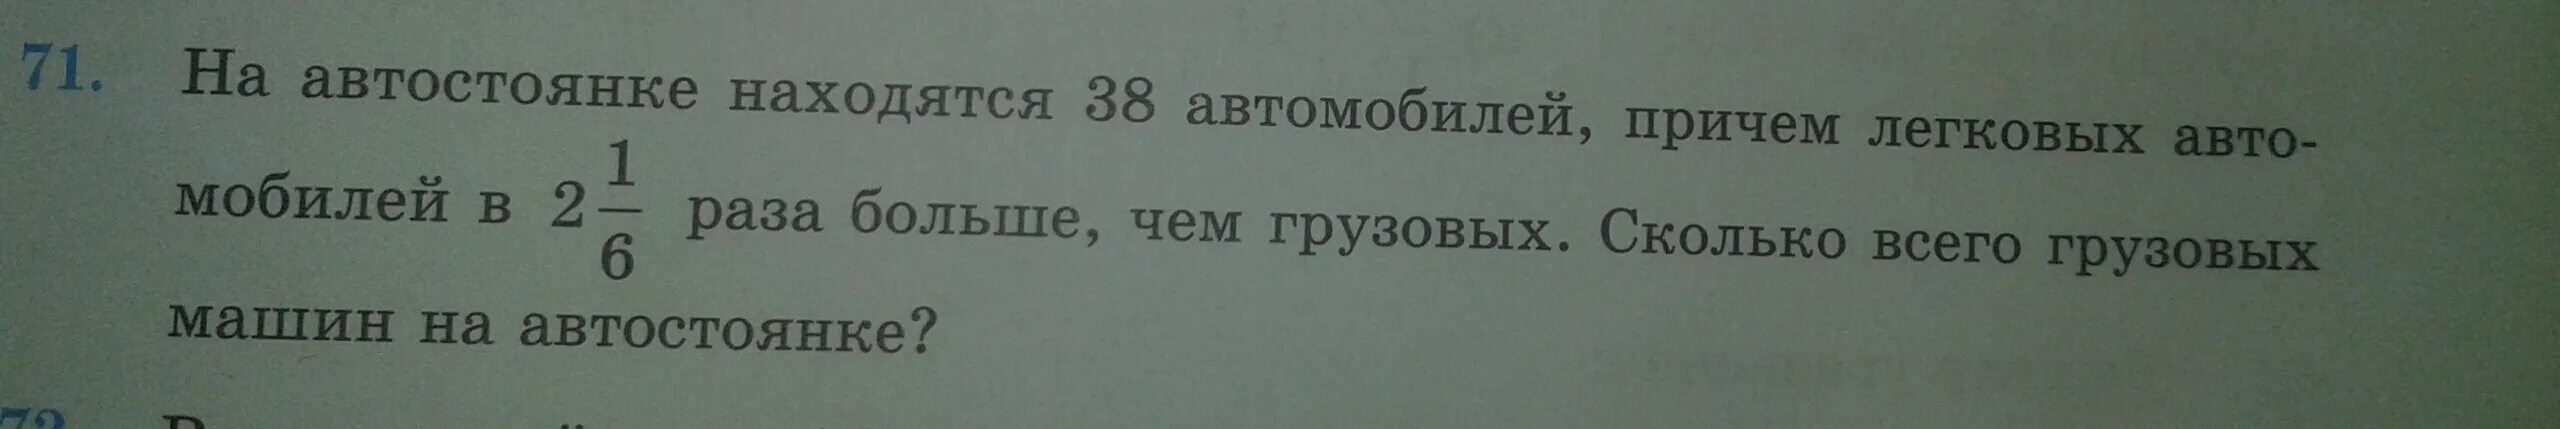 71. На автостоянке находятся 38 автомобилей, причем легковых авто-
мобилей в 2 1/6 раза больше, чем грузовых. Сколько всего грузовых
машин на автостоянке?